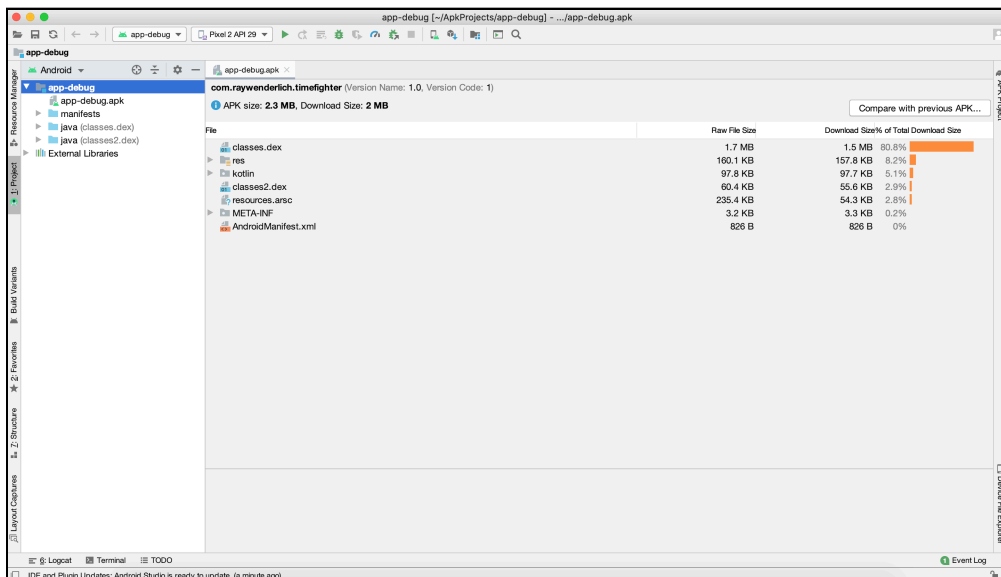 app-debug [~/ApkProjects/app-debug] - .../app-debug.apk
app-debug
Pixel 2 API 29
app-debug
Android
app-debug.apk
app-debug
app-debug.apk
manifests
java (classes.dex)
java (classes2.dex)
External Libraries
com.raywenderlich.timefighter (Version Name: 1.0, Version Code: 1)
APK size: 2.3 MB, Download Size: 2 MB
Compare with previous APK...
File Raw File Size Download Size % of Total Download Size
classes.dex 1.7 MB 1.5 MB 80.8%
res 160.1 KB 157.8 KB 8.2%
kotlin 97.8 KB 97.7 KB 5.1%
classes2.dex 60.4 KB 55.6 KB 2.9%
resources.arsc 235.4 KB 54.3 KB 2.8%
META-INF 3.2 KB 3.3 KB 0.2%
AndroidManifest.xml 826 B 826 B 0%
Resource Manager
1: Project
Build Variants
2: Favorites
7: Structure
Layout Captures
Device File Explorer
6: Logcat Terminal TODO
1 Event Log
IDE and Plugin Updates: Android Studio is ready to update. (a minute ago)